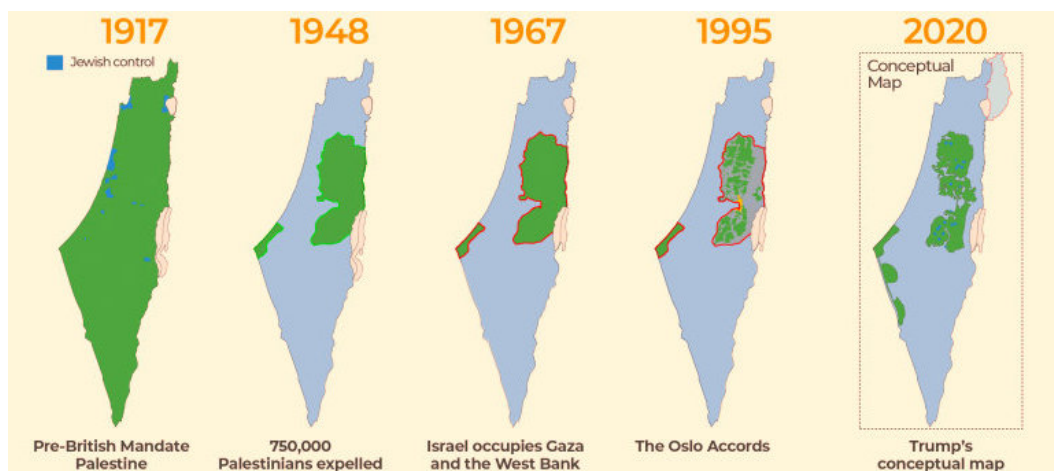 1917
1948
1967
1995
2020
Jewish control
Conceptual
Map
Pre-British Mandate
Palestine
750,000
Palestinians expelled
Israel occupies Gaza
and the West Bank
The Oslo Accords
Trump's
conceptual map